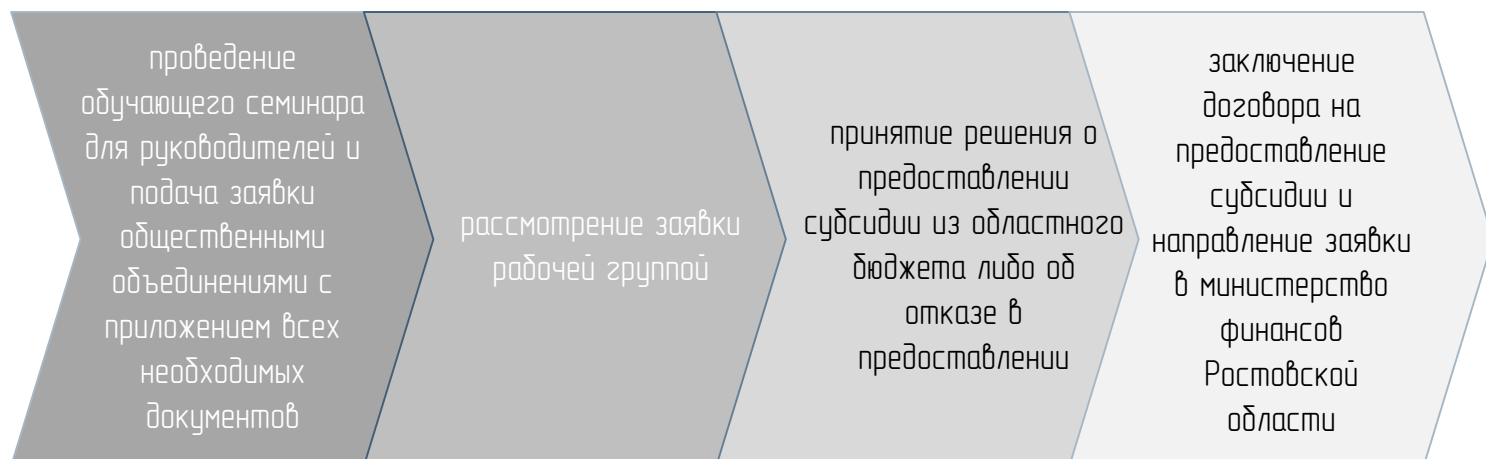 проведение
обучающего семинара
для руководителей и
подача заявки
общественными
объединениями с
приложением всех
необходимых
документов
рассмотрение заявки
рабочей группой
принятие решения о
предоставлении
субсидии из областного
бюджета либо об
отказе в
предоставлении
заключение
договора на
предоставление
субсидии и
направление заявки
в министерство
финансов
Ростовской
области